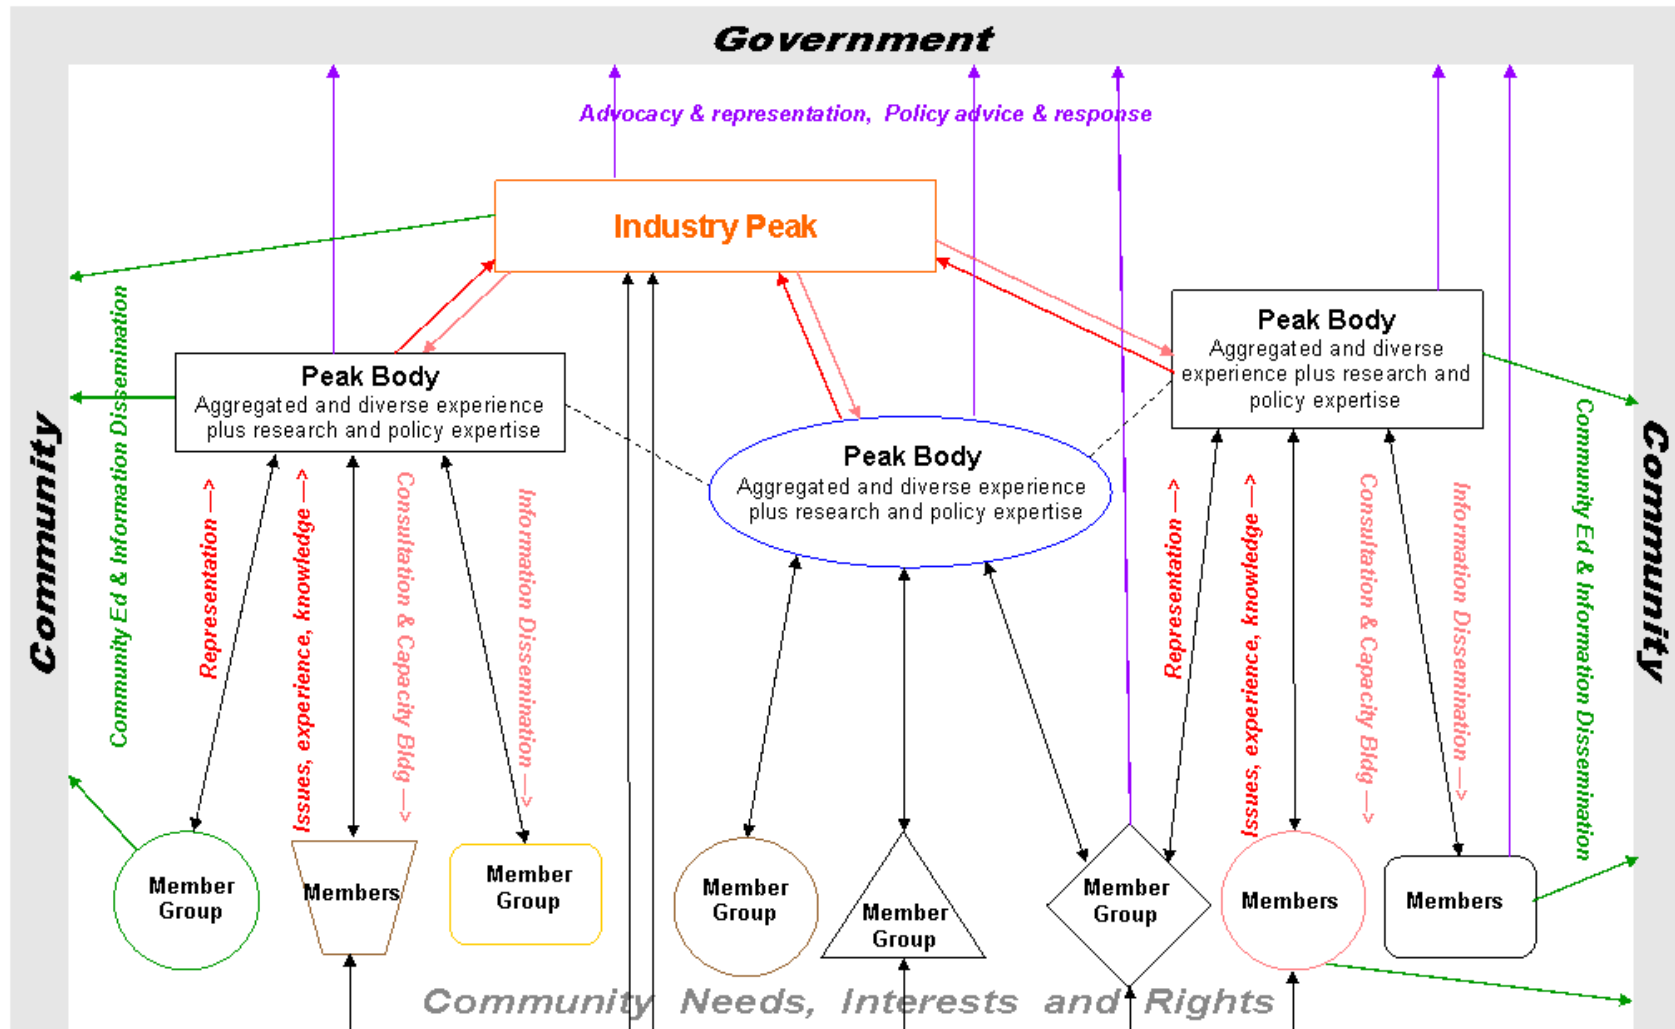 Government
Advocacy & representation, Policy advice & response
Industry Peak
Peak Body
Aggregated and diverse experience
plus research and policy expertise
Peak Body
Aggregated and diverse experience
plus research and policy expertise
Peak Body
Aggregated and diverse
experience plus research and
policy expertise
Community
Community Ed & Information Dissemination
Representation —>
Issues, experience, knowledge —>
Consultation & Capacity Bldg —>
Information Dissemination —>
Representation —>
Issues, experience, knowledge —>
Consultation & Capacity Bldg —>
Information Dissemination —>
Community Ed & Information Dissemination
Community
Member
Group
Members
Member
Group
Member
Group
Member
Group
Member
Group
Members
Members
Community Needs, Interests and Rights